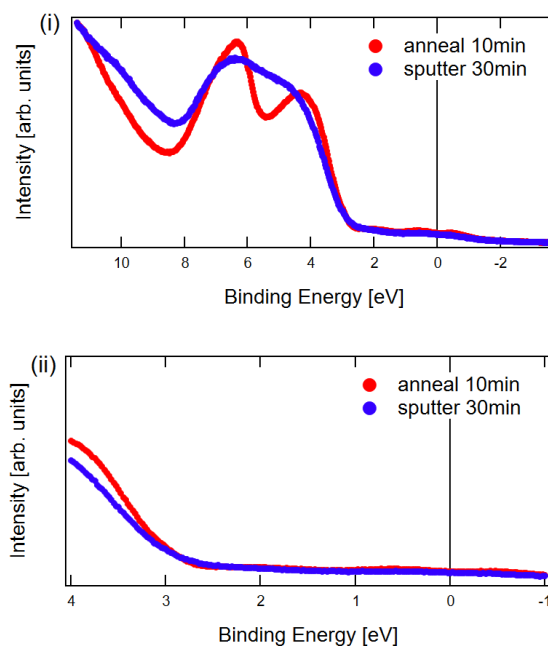 (i)
anneal 10min
sputter 30min
Intensity [arb. units]
10 8 6 4 2 0 -2
Binding Energy [eV]
(ii)
anneal 10min
sputter 30min
Intensity [arb. units]
4 3 2 1 0 -1
Binding Energy [eV]